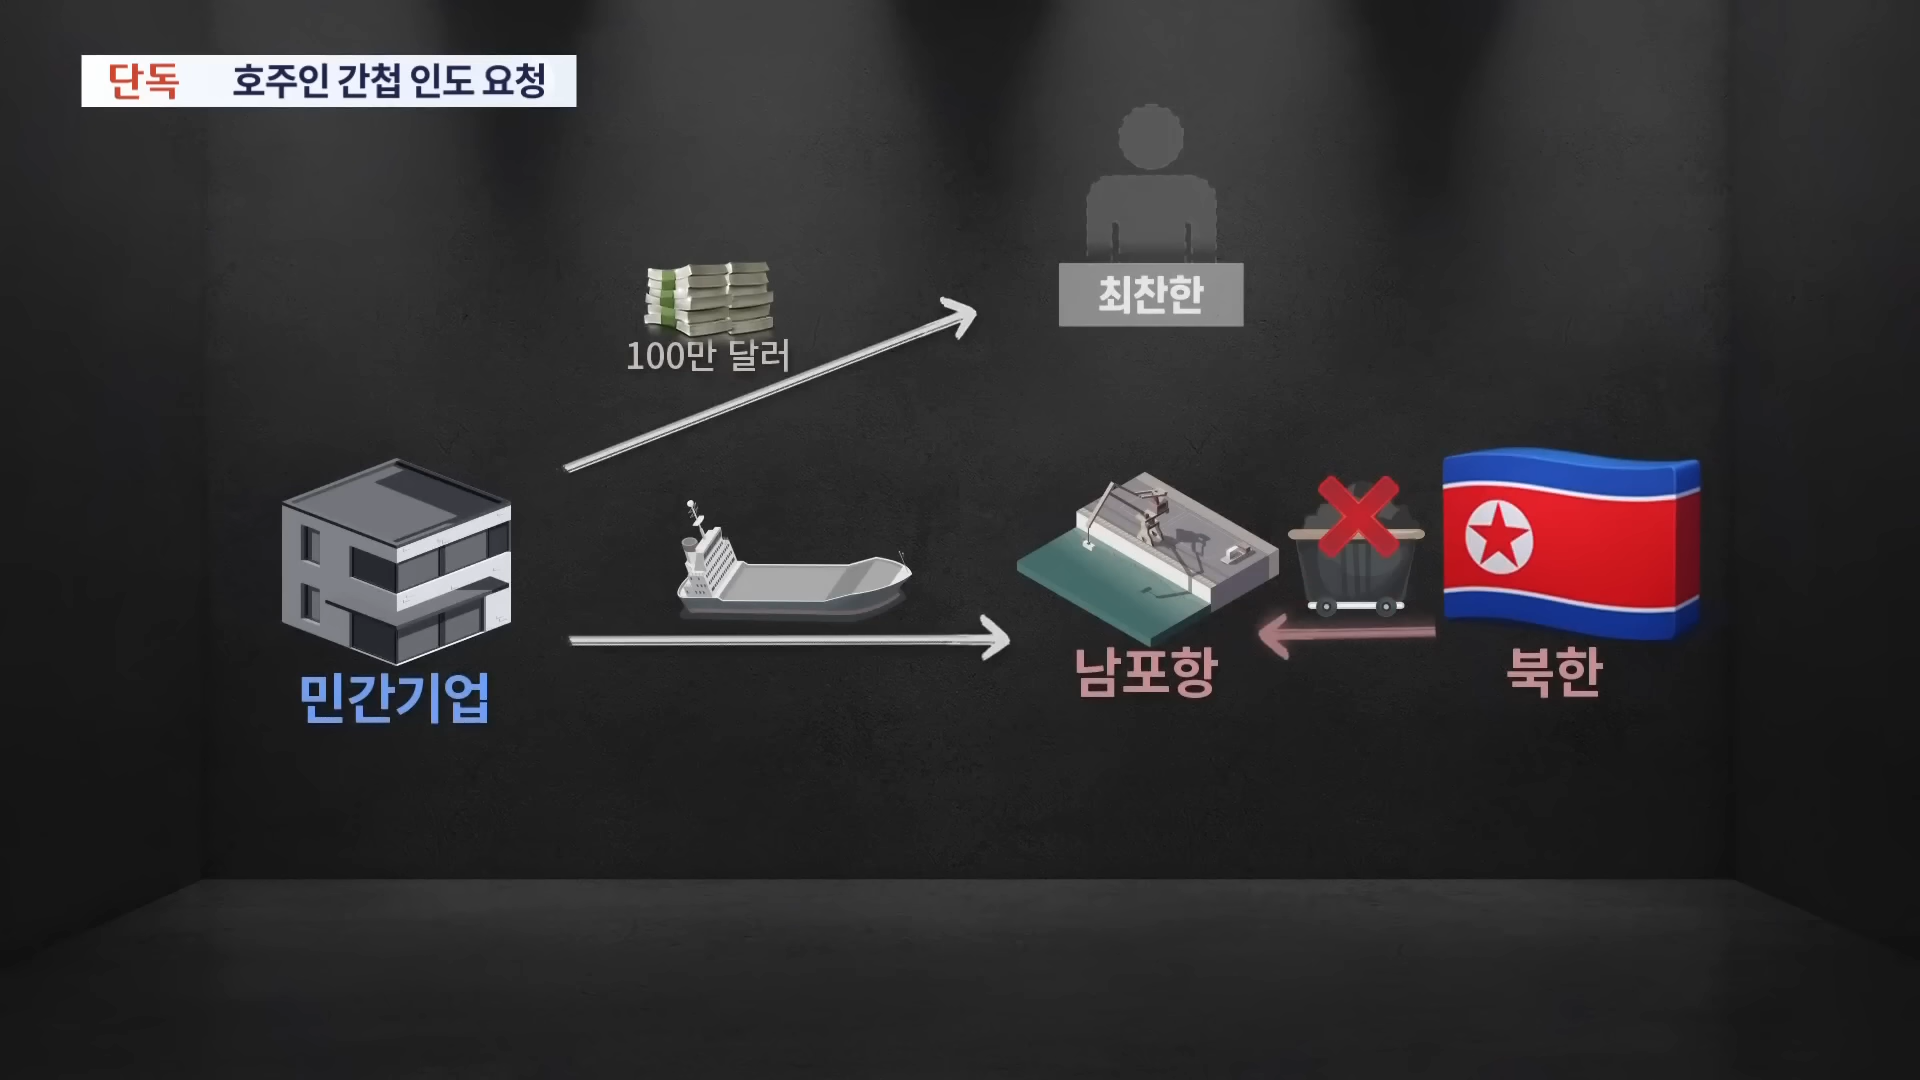 단독 호주인 간첩 인도 요청
최찬한
100만 달러
민간기업
남포항
북한